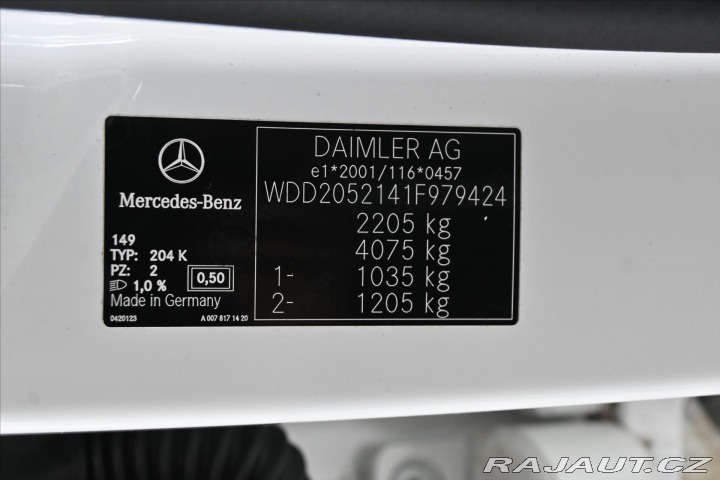 Mercedes-Benz
149
TYP: 204 K
PZ: 2
0,50
1,0 %
Made in Germany
0420123
A 007 817 14 20
DAIMLER AG
e1*2001/116*0457
WDD2052141F979424
2205 kg
4075 kg
1- 1035 kg
2- 1205 kg
RAJAUT.CZ